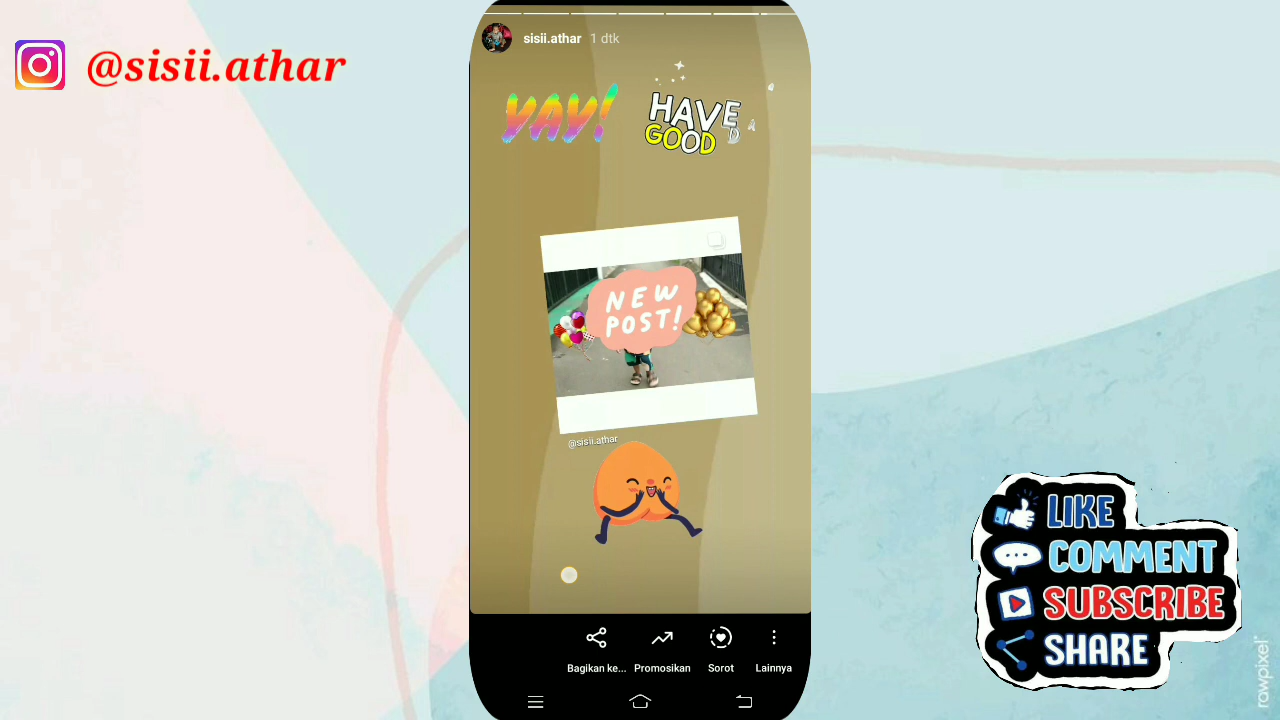 @sisii.athar
sisii.athar 1 dtk
YAY!
HAVE
GOOD
D
NEW
POST!
@sisii.athar
LIKE
COMMENT
SUBSCRIBE
SHARE
Bagikan ke... Promosikan Sorot Lainnya
rawpixel